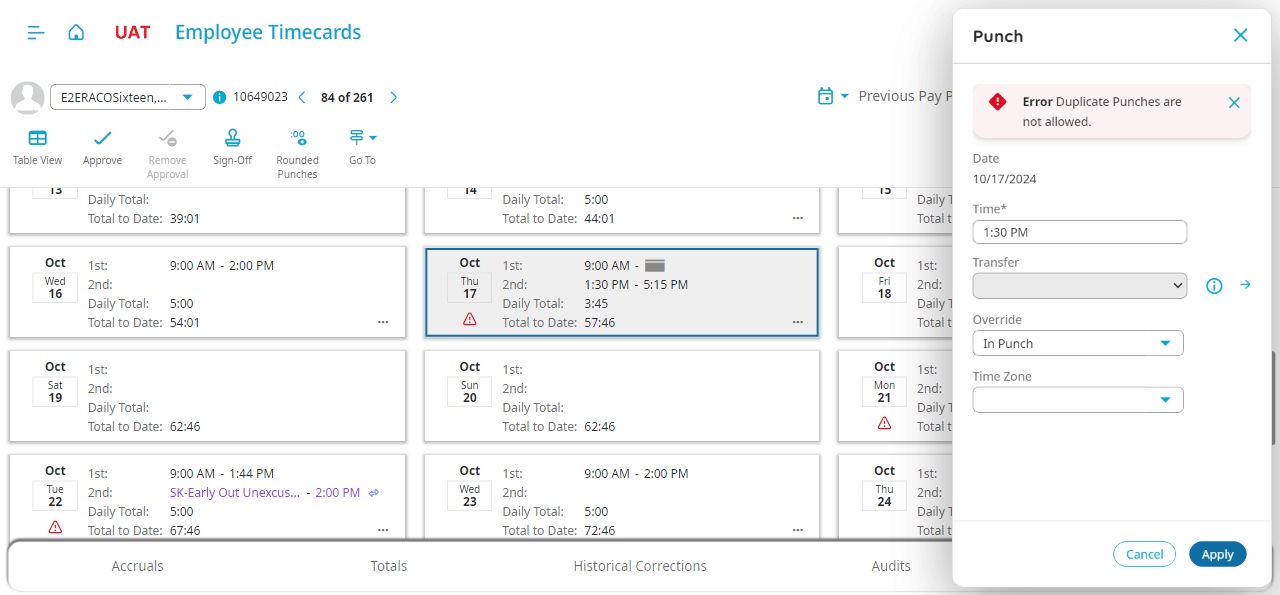 UAT Employee Timecards
E2ERACOSixteen,... 10649023 84 of 261 Previous Pay P
Table View Approve Remove Approval Sign-Off Rounded Punches Go To
13
Daily Total:
Total to Date: 39:01
14
Daily Total: 5:00
Total to Date: 44:01
...
15
Daily T
Total t
Oct
Wed
16
1st: 9:00 AM - 2:00 PM
2nd:
Daily Total: 5:00
Total to Date: 54:01
...
Oct
Thu
17
1st: 9:00 AM -
2nd: 1:30 PM - 5:15 PM
Daily Total: 3:45
Total to Date: 57:46
...
Oct
Fri
18
1st:
2nd:
Daily T
Total t
Oct
Sat
19
1st:
2nd:
Daily Total:
Total to Date: 62:46
Oct
Sun
20
1st:
2nd:
Daily Total:
Total to Date: 62:46
Oct
Mon
21
1st:
2nd:
Daily T
Total t
Oct
Tue
22
1st: 9:00 AM - 1:44 PM
2nd: SK-Early Out Unexcus... - 2:00 PM
Daily Total: 5:00
Total to Date: 67:46
...
Oct
Wed
23
1st: 9:00 AM - 2:00 PM
2nd:
Daily Total: 5:00
Total to Date: 72:46
...
Oct
Thu
24
1st:
2nd:
Daily T
Total t
Accruals Totals Historical Corrections Audits
Punch
Error Duplicate Punches are
not allowed.
Date
10/17/2024
Time*
1:30 PM
Transfer
Override
In Punch
Time Zone
Cancel Apply